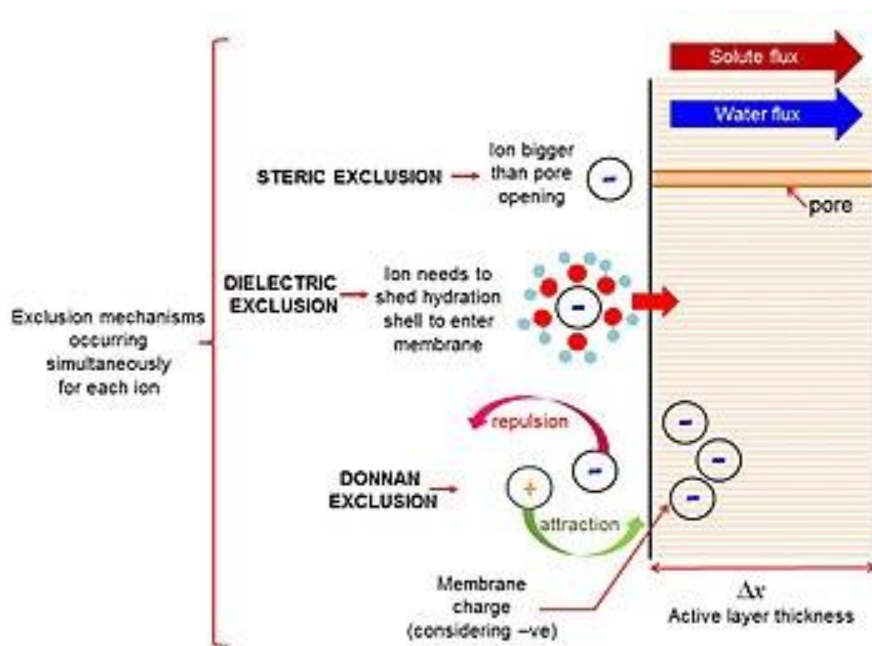 Solute flux
Water flux
STERIC EXCLUSION
Ion bigger
than pore
opening
-
pore
DIELECTRIC
EXCLUSION
Ion needs to
shed hydration
shell to enter
membrane
-
Exclusion mechanisms
occurring
simultaneously
for each ion
repulsion
-
+
DONNAN
EXCLUSION
attraction
-
-
-
Membrane
charge
(considering –ve)
Δx
Active layer thickness